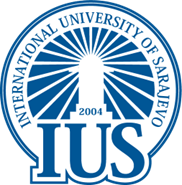 INTERNATIONAL UNIVERSITY OF SARAJEVO
2004
IUS